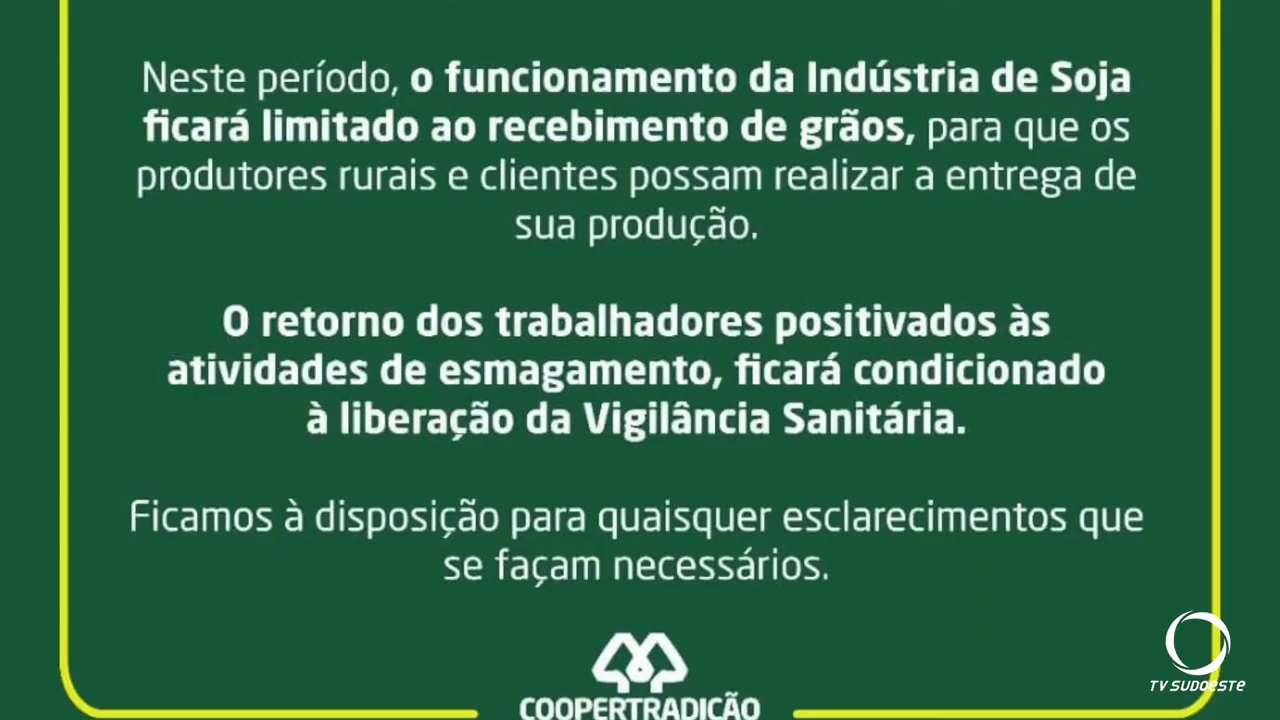 Neste período, o funcionamento da Indústria de Soja
ficará limitado ao recebimento de grãos, para que os
produtores rurais e clientes possam realizar a entrega de
sua produção.
O retorno dos trabalhadores positivados às
atividades de esmagamento, ficará condicionado
à liberação da Vigilância Sanitária.
Ficamos à disposição para quaisquer esclarecimentos que
se façam necessários.
COOPERTRADIÇÃO
TV SUDOESTE